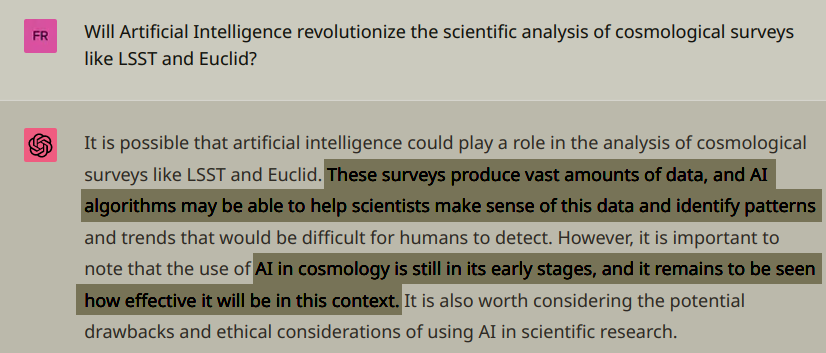 FR
Will Artificial Intelligence revolutionize the scientific analysis of cosmological surveys
like LSST and Euclid?
It is possible that artificial intelligence could play a role in the analysis of cosmological
surveys like LSST and Euclid. These surveys produce vast amounts of data, and AI
algorithms may be able to help scientists make sense of this data and identify patterns
and trends that would be difficult for humans to detect. However, it is important to
note that the use of AI in cosmology is still in its early stages, and it remains to be seen
how effective it will be in this context. It is also worth considering the potential
drawbacks and ethical considerations of using AI in scientific research.